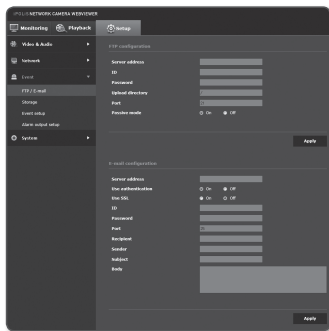 iPOLiS NETWORK CAMERA WEBVIEWER
Monitoring Playback Setup
Video & Audio
Network
Event
FTP / E-mail
Storage
Event setup
Alarm output setup
System
FTP configuration
Server address
ID
Password
Upload directory
Port
Passive mode On Off
Apply
E-mail configuration
Server address
Use authentication On Off
Use SSL On Off
ID
Password
Port
Recipient
Sender
Subject
Body
Apply